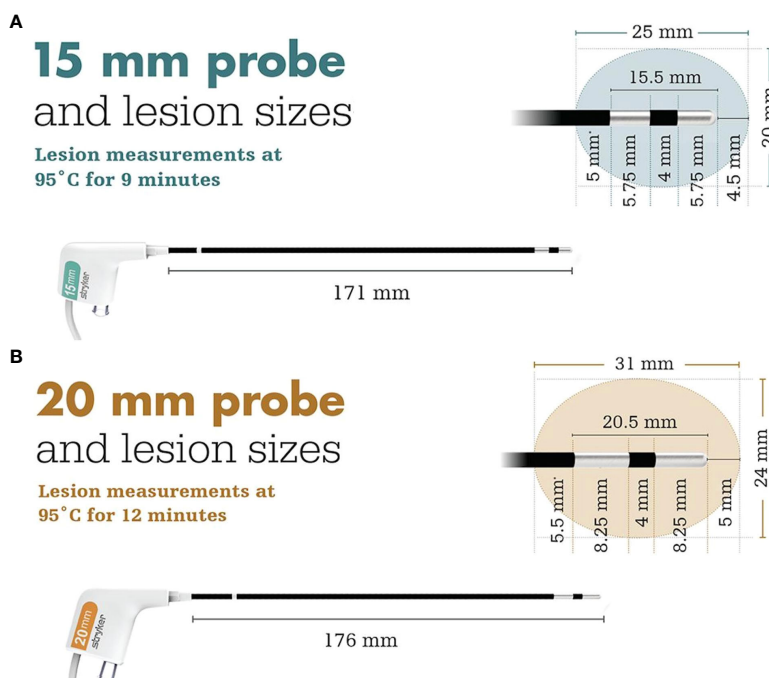 A
15 mm probe
and lesion sizes
Lesion measurements at
95˚C for 9 minutes
25 mm
15.5 mm
5 mm*
5.75 mm
4 mm
5.75 mm
4.5 mm
20 mm
15mm
stryker
171 mm
B
20 mm probe
and lesion sizes
Lesion measurements at
95˚C for 12 minutes
31 mm
20.5 mm
5.5 mm*
8.25 mm
4 mm
8.25 mm
5 mm
24 mm
20mm
stryker
176 mm